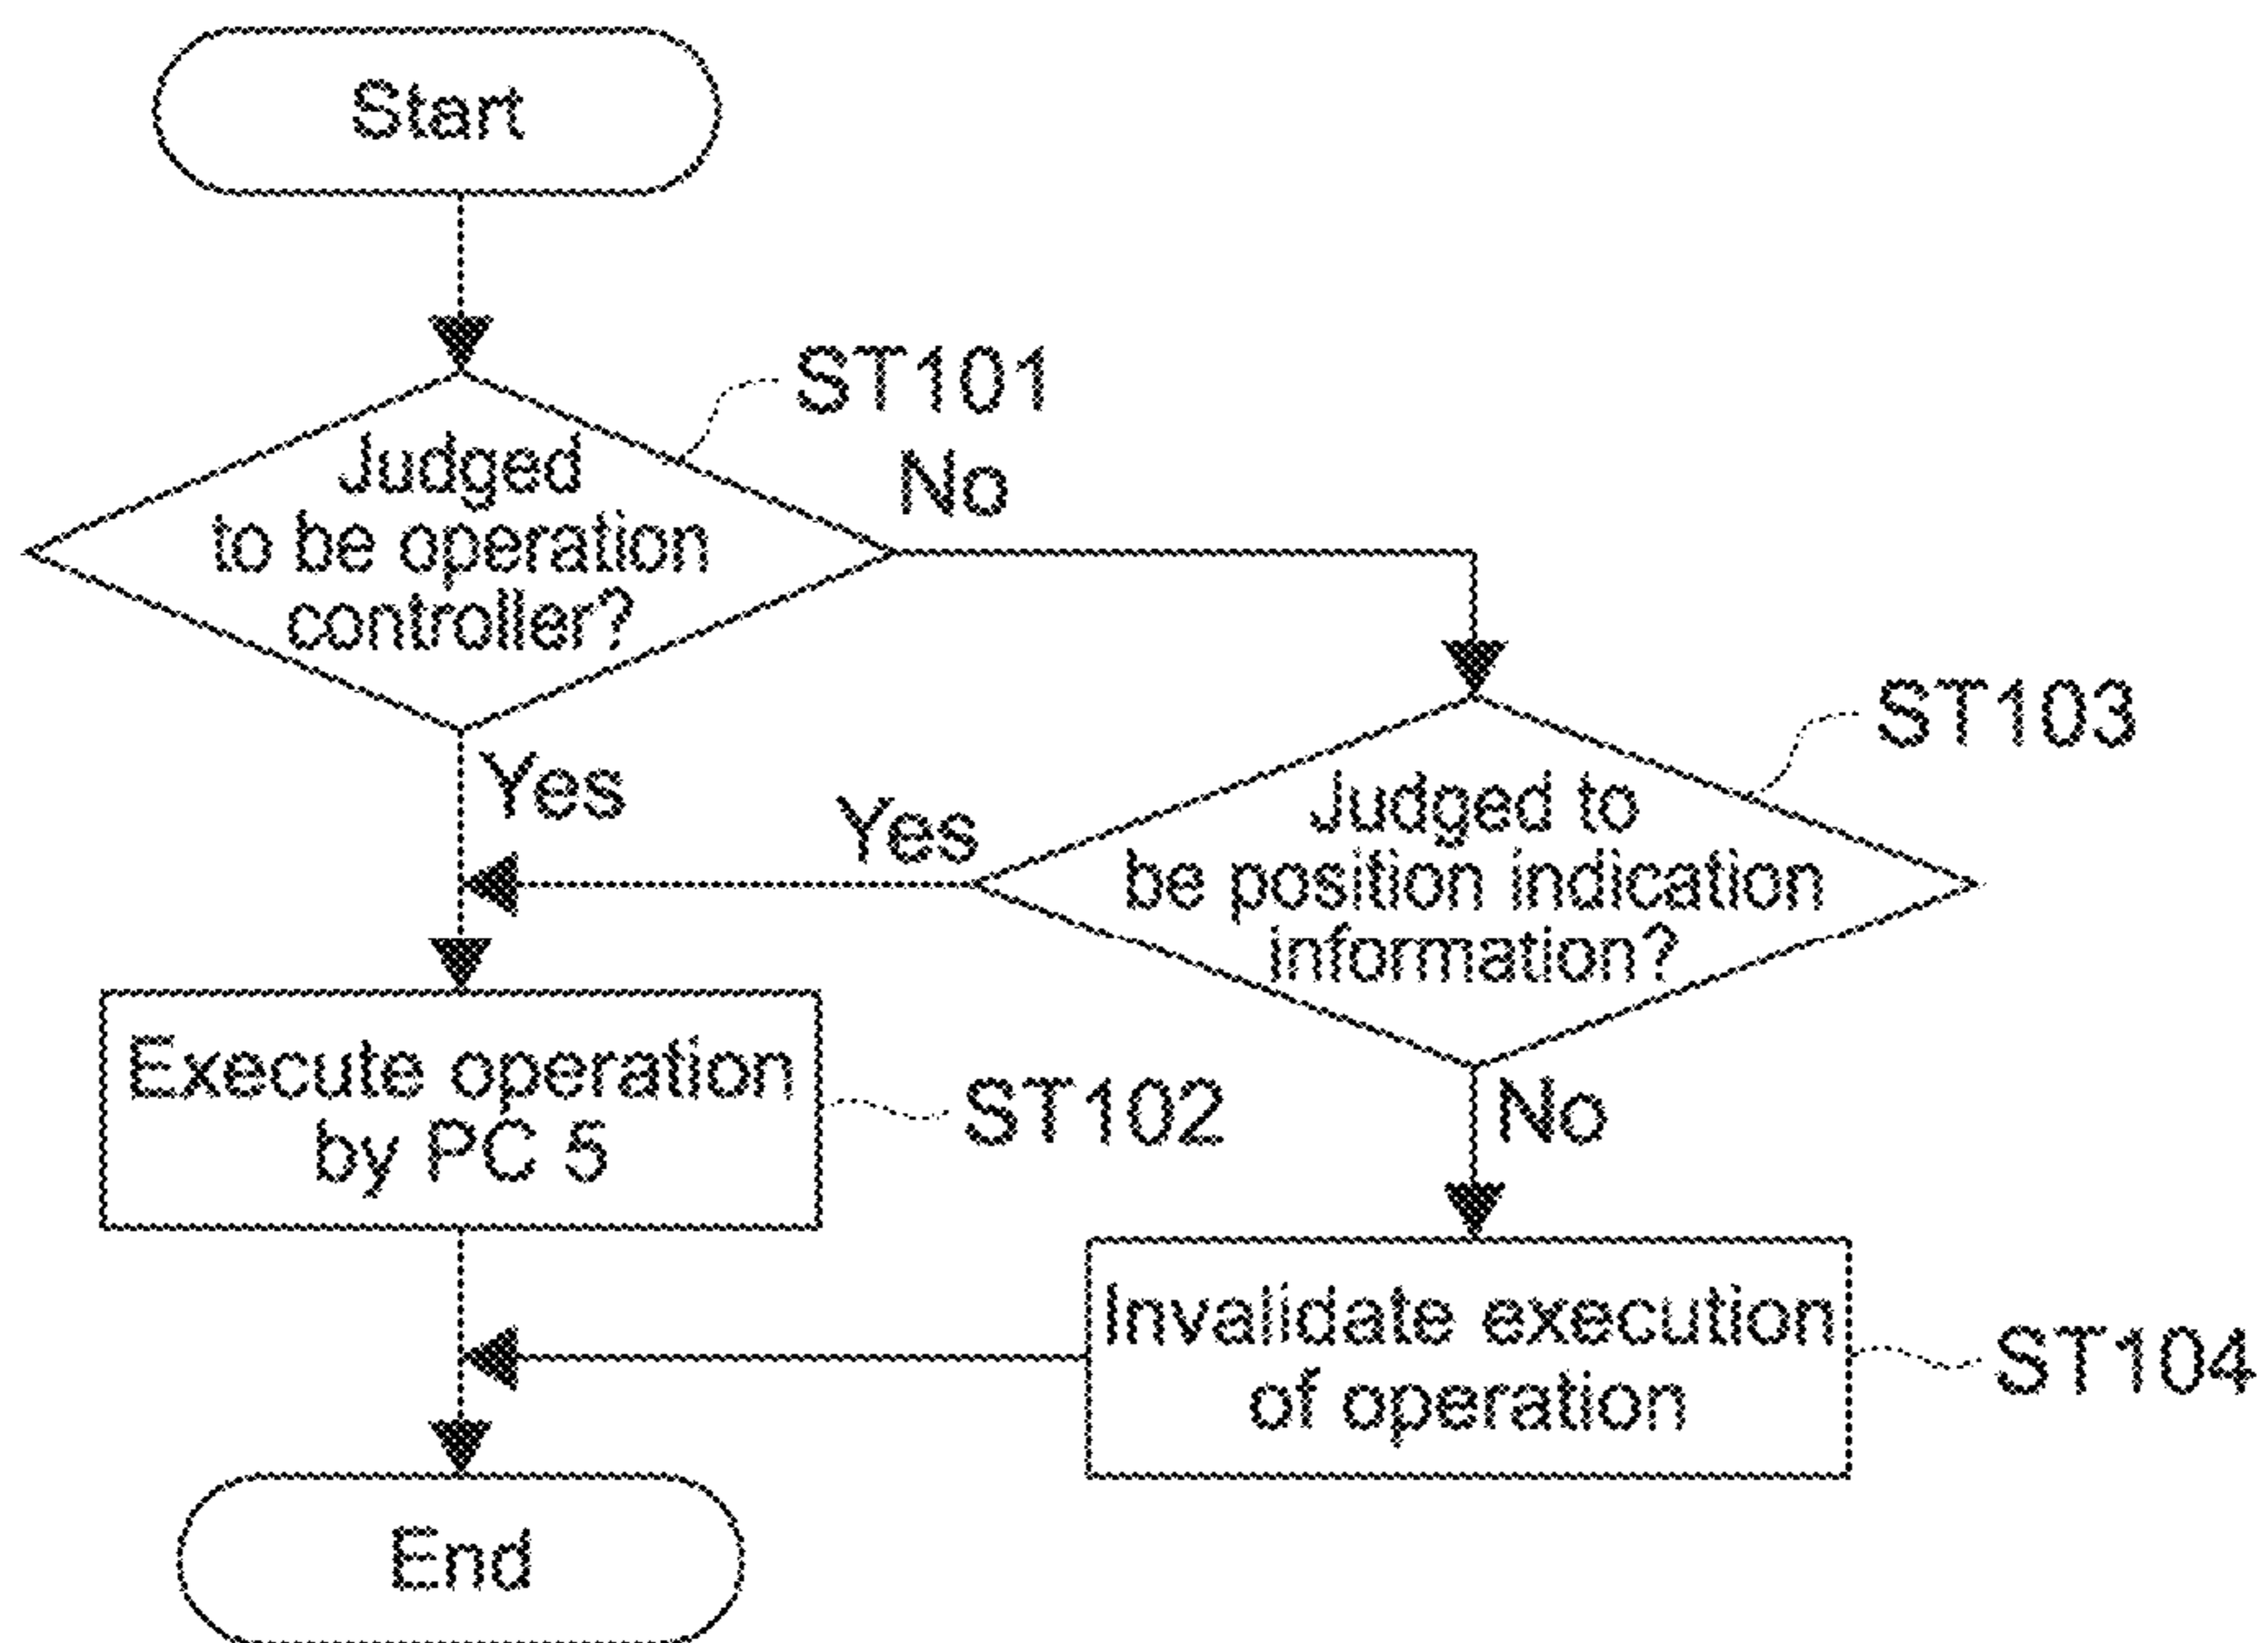 Start
ST101
Judged
to be operation
controller?
No
Yes
ST103
Judged to
be position indication
information?
Yes
No
Execute operation
by PC 5
ST102
Invalidate execution
of operation
ST104
End